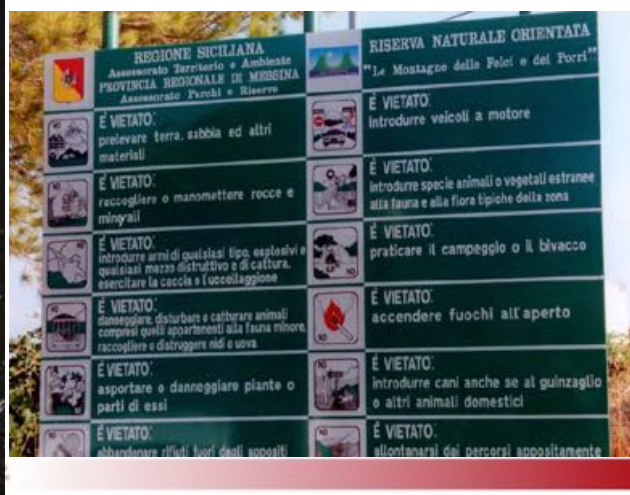 REGIONE SICILIANA
Assessorato Territorio e Ambiente
PROVINCIA REGIONALE DI MESSINA
Assessorato Parchi e Riserve
É VIETATO:
prelevare terra, sabbia ed altri
materiali
É VIETATO:
raccogliere o manomettere rocce e
minerali
É VIETATO:
introdurre armi di qualsiasi tipo, esplosivi e
qualsiasi mezzo distruttivo e di cattura,
esercitare la caccia o l'uccellagione
É VIETATO:
danneggiare, disturbare o catturare animali
compresi quelli appartenenti alla fauna minore,
raccogliere o distruggere nidi o uova
É VIETATO:
asportare o danneggiare piante o
parti di essi
É VIETATO:
abbandonare rifiuti fuori dagli appositi
RISERVA NATURALE ORIENTATA
"Le Montagne delle Felci e dei Porri"
É VIETATO:
introdurre veicoli a motore
É VIETATO:
introdurre specie animali o vegetali estranee
alla fauna e alla flora tipiche della zona
É VIETATO:
praticare il campeggio o il bivacco
É VIETATO:
accendere fuochi all'aperto
É VIETATO:
introdurre cani anche se al guinzaglio
o altri animali domestici
É VIETATO:
allontanarsi dai percorsi appositamente